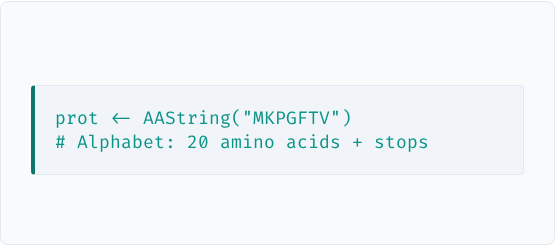 prot <- AAString("MKPGFTV")
# Alphabet: 20 amino acids + stops